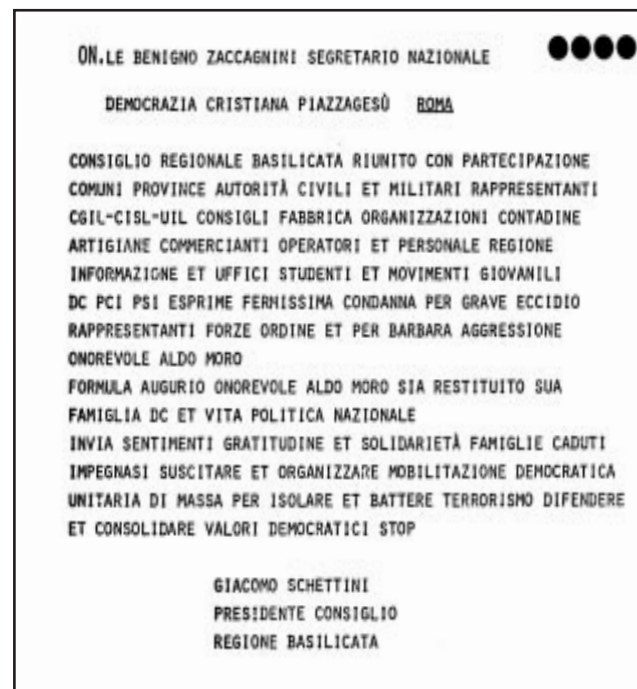 ON.LE BENIGNO ZACCAGNINI SEGRETARIO NAZIONALE
DEMOCRAZIA CRISTIANA PIAZZAGESÙ ROMA
CONSIGLIO REGIONALE BASILICATA RIUNITO CON PARTECIPAZIONE
COMUNI PROVINCE AUTORITÀ CIVILI ET MILITARI RAPPRESENTANTI
CGIL-CISL-UIL CONSIGLI FABBRICA ORGANIZZAZIONI CONTADINE
ARTIGIANE COMMERCIANTI OPERATORI ET PERSONALE REGIONE
INFORMAZIONE ET UFFICI STUDENTI ET MOVIMENTI GIOVANILI
DC PCI PSI ESPRIME FERMISSIMA CONDANNA PER GRAVE ECCIDIO
RAPPRESENTANTI FORZE ORDINE ET PER BARBARA AGGRESSIONE
ONOREVOLE ALDO MORO
FORMULA AUGURIO ONOREVOLE ALDO MORO SIA RESTITUITO SUA
FAMIGLIA DC ET VITA POLITICA NAZIONALE
INVIA SENTIMENTI GRATITUDINE ET SOLIDARIETÀ FAMIGLIE CADUTI
IMPEGNASI SUSCITARE ET ORGANIZZARE MOBILITAZIONE DEMOCRATICA
UNITARIA DI MASSA PER ISOLARE ET BATTERE TERRORISMO DIFENDERE
ET CONSOLIDARE VALORI DEMOCRATICI STOP
GIACOMO SCHETTINI
PRESIDENTE CONSIGLIO
REGIONE BASILICATA